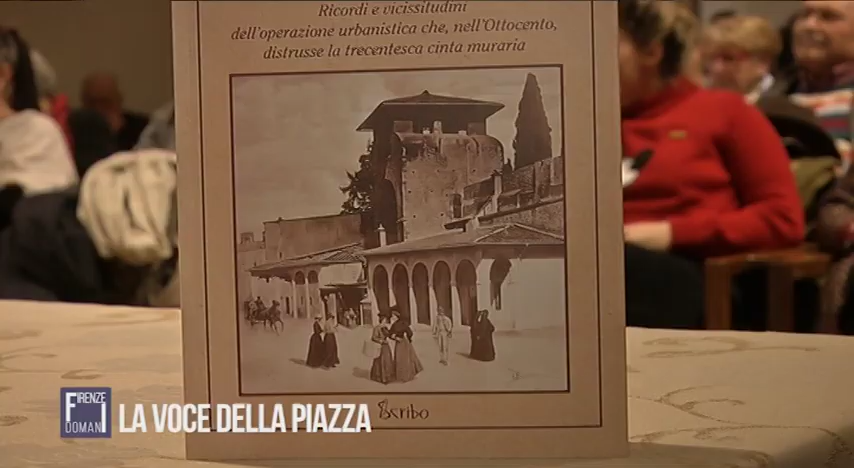 Ricordi e vicissitudini
dell'operazione urbanistica che, nell'Ottocento,
distrusse la trecentesca cinta muraria
Scribo
FIRENZE
DOMANI
LA VOCE DELLA PIAZZA